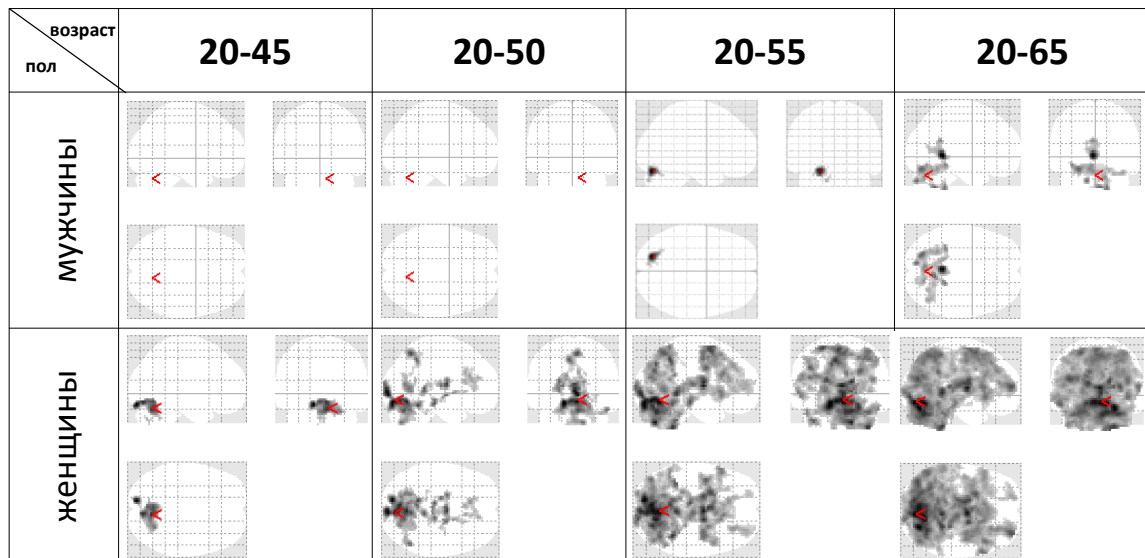 возраст
пол
20-45
20-50
20-55
20-65
мужчины
женщины